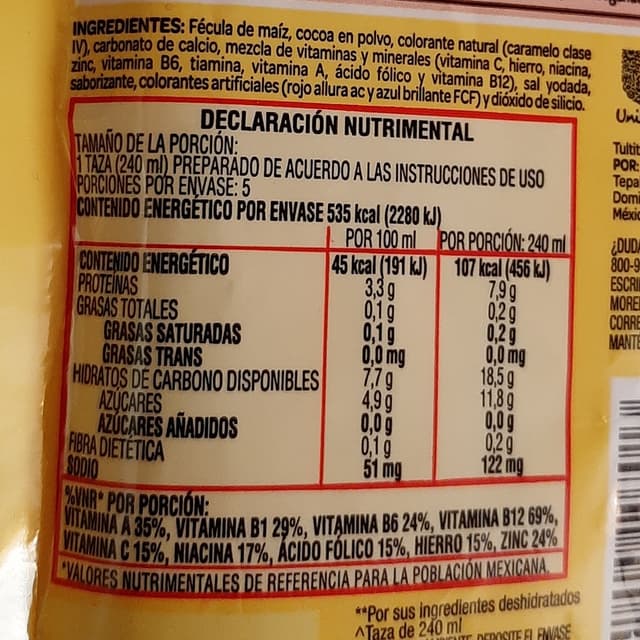 INGREDIENTES: Fécula de maíz, cocoa en polvo, colorante natural (caramelo clase
IV), carbonato de calcio, mezcla de vitaminas y minerales (vitamina C, hierro, niacina,
zinc, vitamina B6, tiamina, vitamina A, ácido fólico y vitamina B12), sal yodada,
saborizante, colorantes artificiales (rojo allura ac y azul brillante FCF) y dióxido de silicio.
DECLARACIÓN NUTRIMENTAL
TAMAÑO DE LA PORCIÓN:
1 TAZA (240 ml) PREPARADO DE ACUERDO A LAS INSTRUCCIONES DE USO
PORCIONES POR ENVASE: 5
CONTENIDO ENERGÉTICO POR ENVASE 535 kcal (2280 kJ)
POR 100 ml POR PORCIÓN: 240 ml
CONTENIDO ENERGÉTICO 45 kcal (191 kJ) 107 kcal (456 kJ)
PROTEÍNAS 3,3 g 7,9 g
GRASAS TOTALES 0,1 g 0,2 g
GRASAS SATURADAS 0,1 g 0,2 g
GRASAS TRANS 0,0 mg 0,0 mg
HIDRATOS DE CARBONO DISPONIBLES 7,7 g 18,5 g
AZÚCARES 4,9 g 11,8 g
AZÚCARES AÑADIDOS 0,0 g 0,0 g
FIBRA DIETÉTICA 0,1 g 0,2 g
SODIO 51 mg 122 mg
%VNR* POR PORCIÓN:
VITAMINA A 35%, VITAMINA B1 29%, VITAMINA B6 24%, VITAMINA B12 69%,
VITAMINA C 15%, NIACINA 17%, ÁCIDO FÓLICO 15%, HIERRO 15%, ZINC 24%
*VALORES NUTRIMENTALES DE REFERENCIA PARA LA POBLACIÓN MEXICANA.
**Por sus ingredientes deshidratados
^Taza de 240 ml
DEPOSITE EL ENVASE
Uni
Tultit
POR:
Tepa
Domi
Méxic
¿DUDA
800-9
ESCRI
MORE
CORRE
MANTE